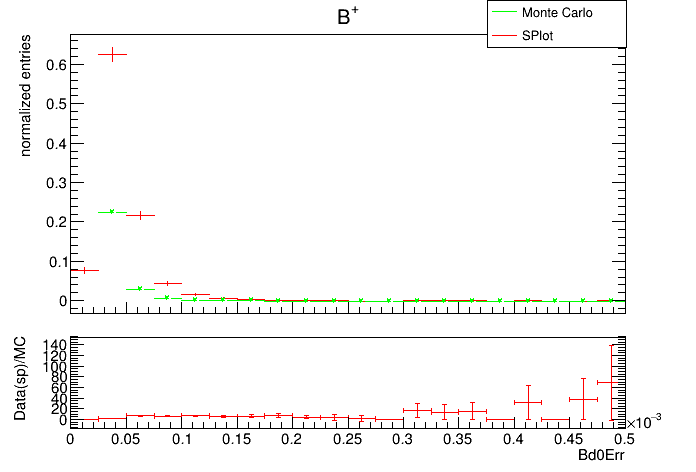 B+
Monte Carlo
SPlot
normalized entries
0.6
0.5
0.4
0.3
0.2
0.1
0
Data(sp)/MC
140
120
100
80
60
40
20
0
0 0.05 0.1 0.15 0.2 0.25 0.3 0.35 0.4 0.45 0.5
×10−3
Bd0Err